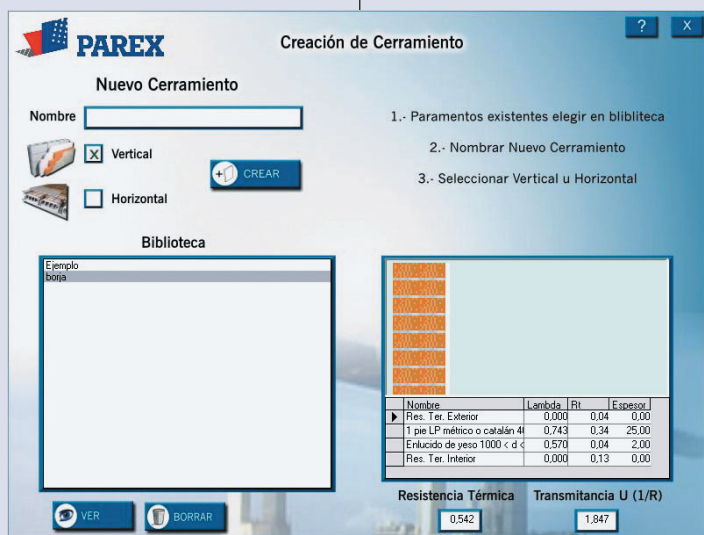 PAREX
Creación de Cerramiento
? X
Nuevo Cerramiento
Nombre
X Vertical
CREAR
Horizontal
1.- Paramentos existentes elegir en blibliteca
2.- Nombrar Nuevo Cerramiento
3.- Seleccionar Vertical u Horizontal
Biblioteca
Ejemplo
borja
Nombre Lambda Rt Espesor
Res. Ter. Exterior 0,000 0,04 0,00
1 pie LP métrico o catalán 0,743 0,34 25,00
Enlucido de yeso 1000 < d < 0,570 0,04 2,00
Res. Ter. Interior 0,000 0,13 0,00
Resistencia Térmica Transmitancia U (1/R)
0,542 1,847
VER BORRAR